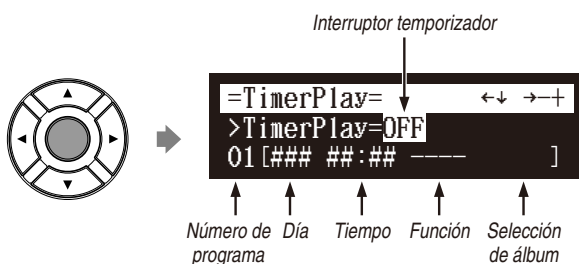 Interruptor temporizador
=TimerPlay= ←↓ →−+
>TimerPlay=OFF
01[### ##:## ---- ]
Número de programa
Día
Tiempo
Función
Selección de álbum